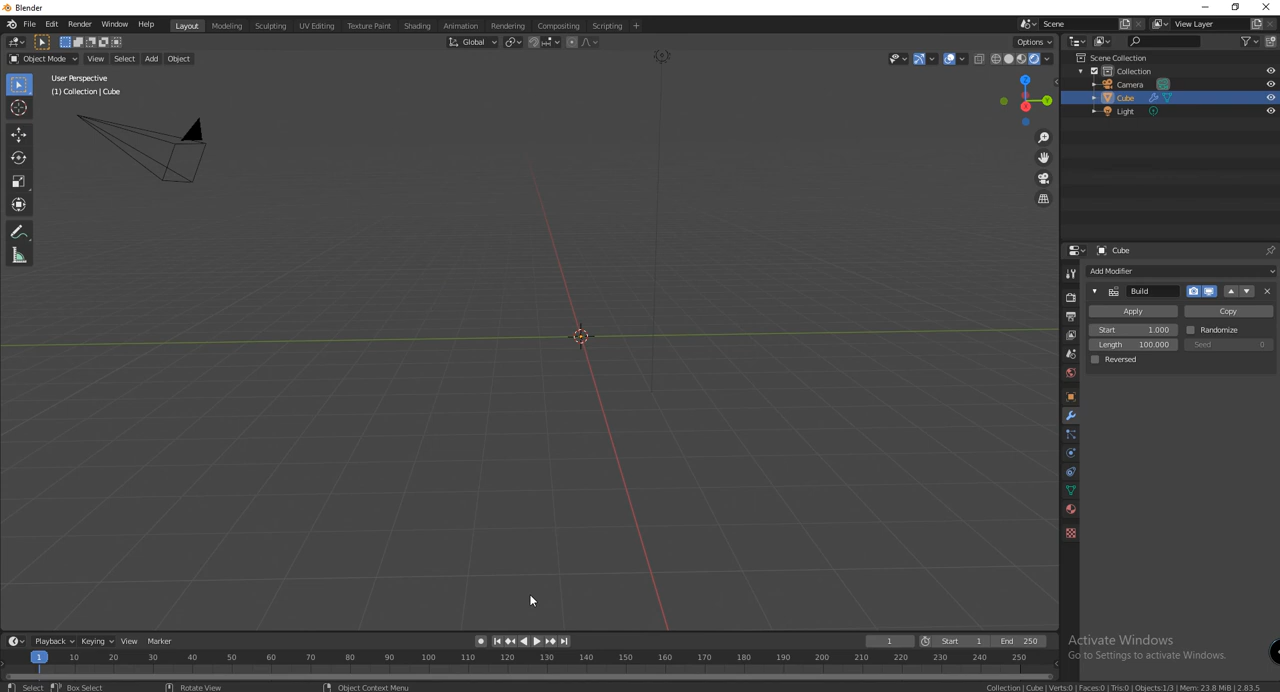 Blender
File Edit Render Window Help Layout Modeling Sculpting UV Editing Texture Paint Shading Animation Rendering Compositing Scripting + Scene View Layer
Global Options
Object Mode View Select Add Object
User Perspective
(1) Collection | Cube
Z
Y
X
Scene Collection
Collection
Camera
Cube
Light
Cube
Add Modifier
Build
Apply Copy
Start 1.000 Randomize
Length 100.000 Seed 0
Reversed
Activate Windows
Go to Settings to activate Windows.
Playback Keying View Marker 1 Start 1 End 250
1 10 20 30 40 50 60 70 80 90 100 110 120 130 140 150 160 170 180 190 200 210 220 230 240 250
Select Box Select Rotate View Object Context Menu Collection | Cube | Verts:0 | Faces:0 | Tris:0 | Objects:1/3 | Mem: 23.8 MiB | 2.83.5